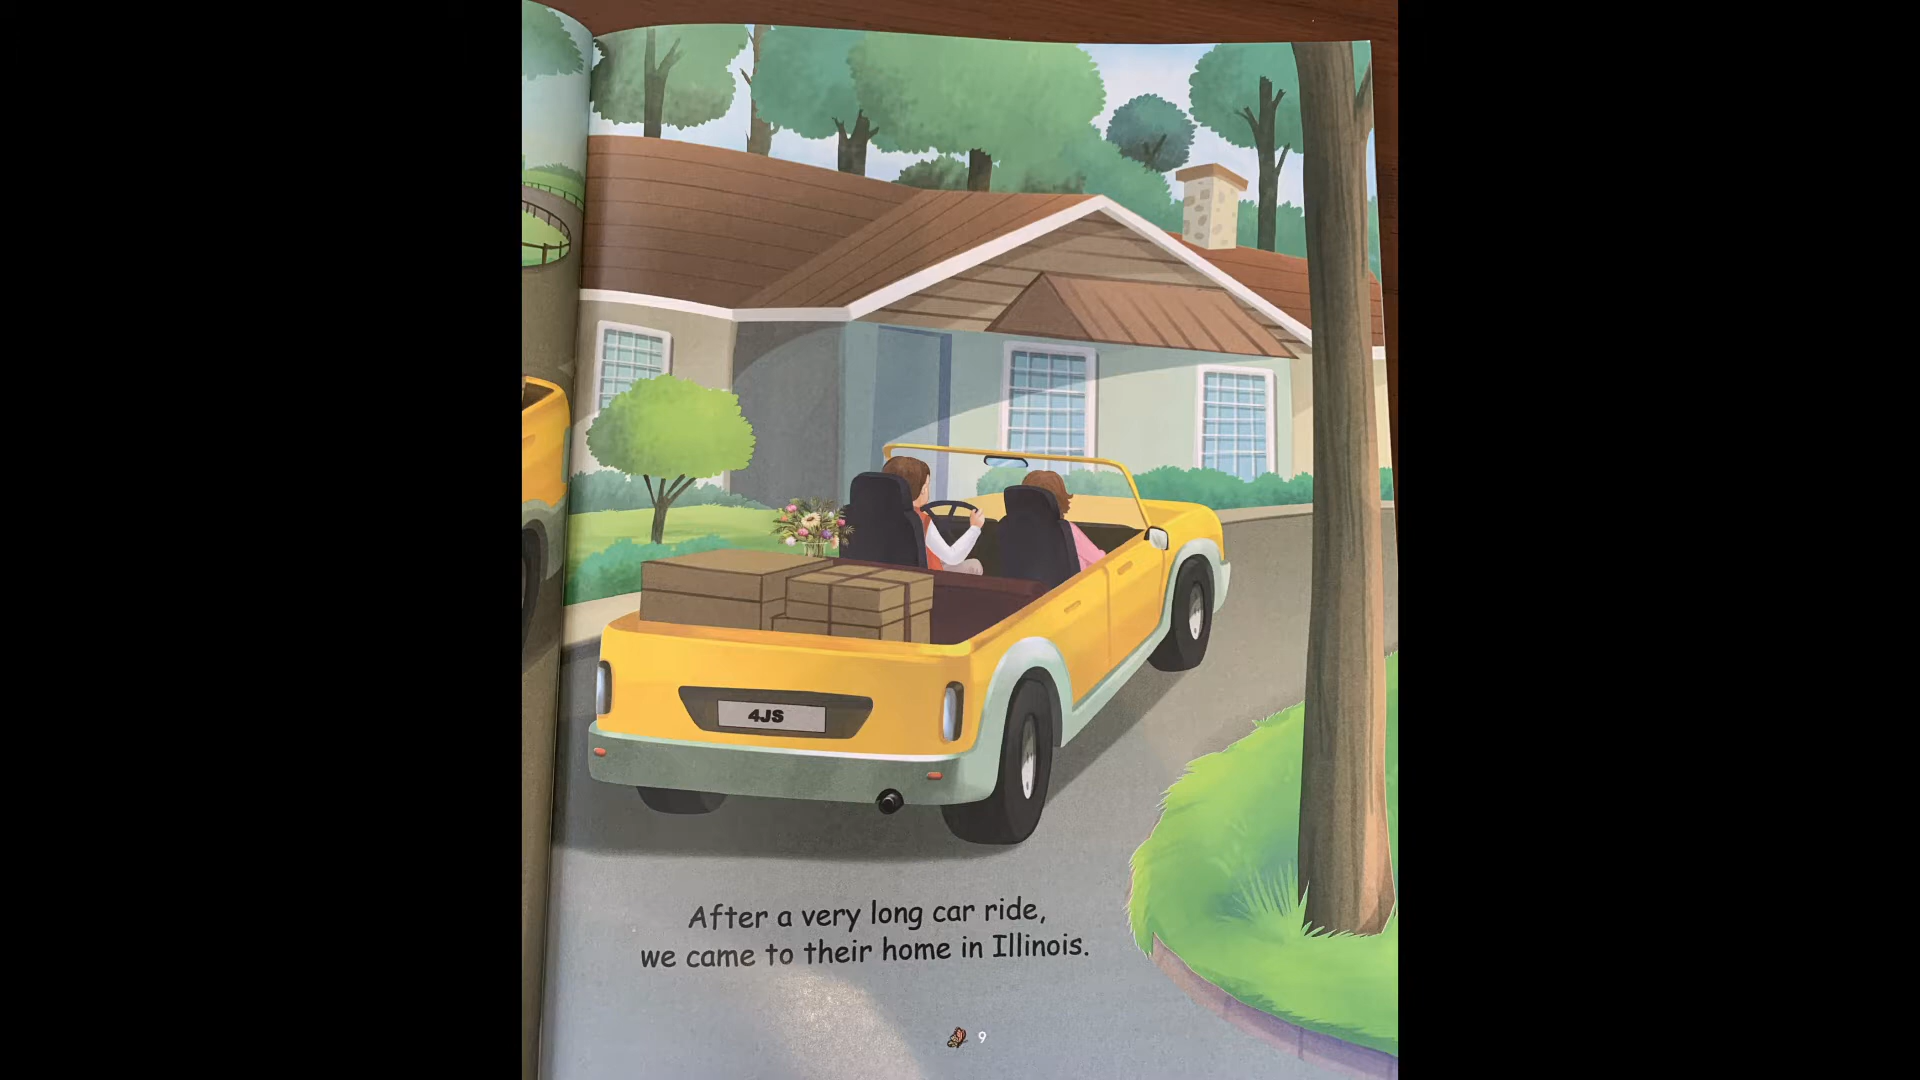 4JS
After a very long car ride,
we came to their home in Illinois.
9